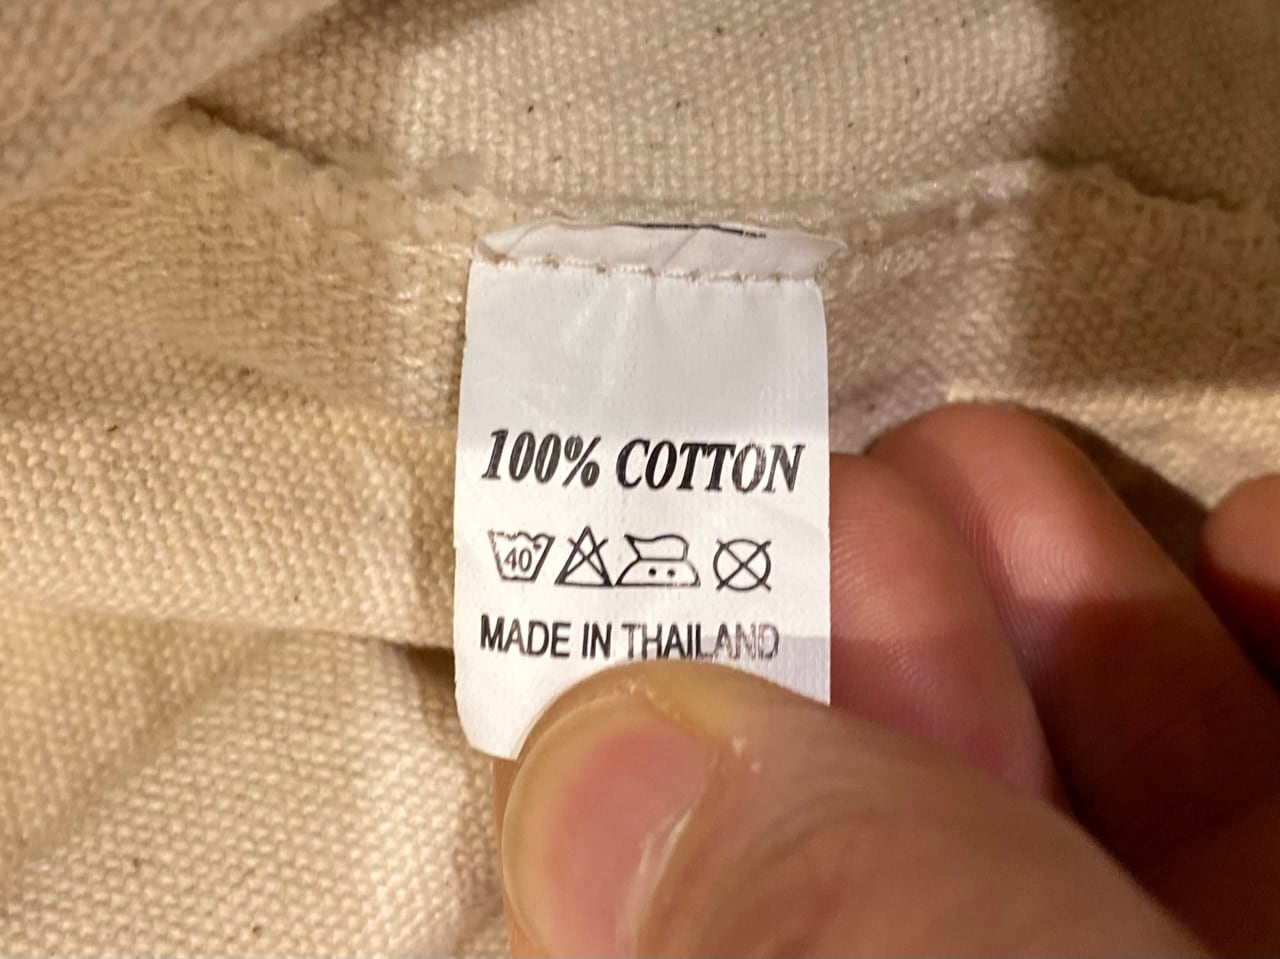 100% COTTON
40°
MADE IN THAILAND